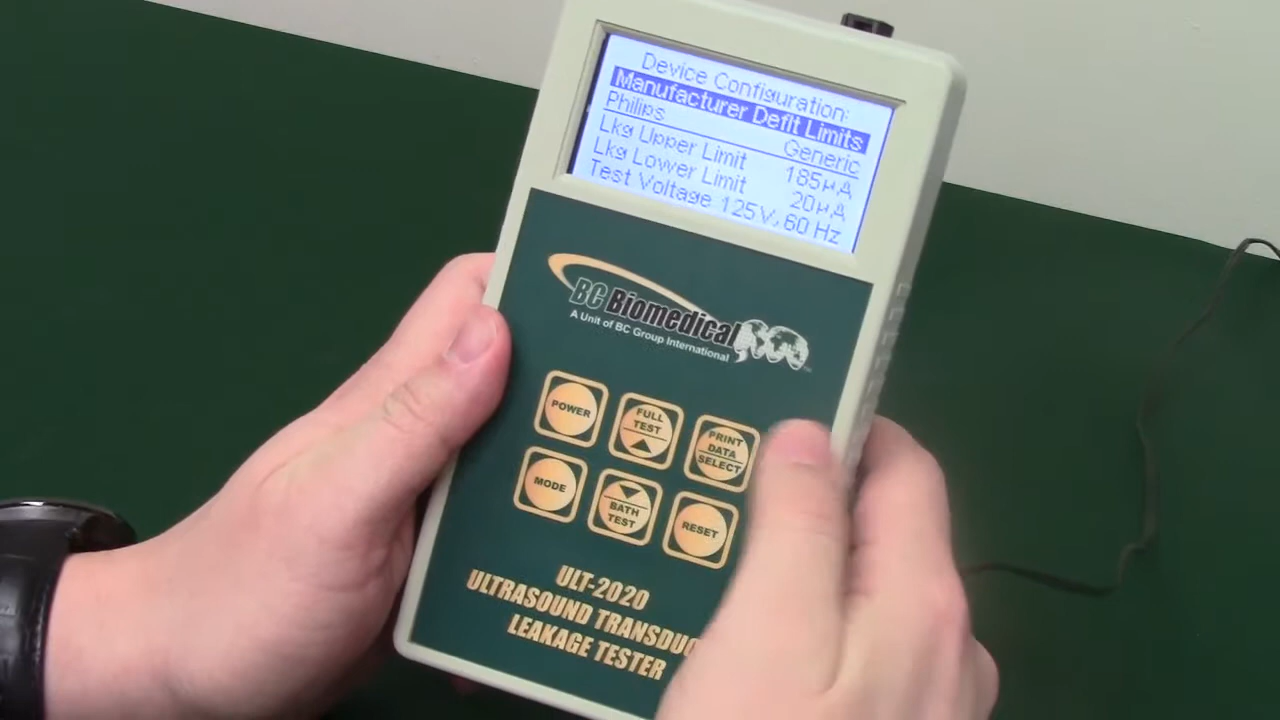 Device Configuration:
Manufacturer Deflt Limits
Philips Generic
Lkg Upper Limit 185µA
Lkg Lower Limit 20µA
Test Voltage 125V, 60 Hz
BC Biomedical
A Unit of BC Group International
POWER
FULL TEST
PRINT DATA SELECT
MODE
BATH TEST
RESET
ULT-2020
ULTRASOUND TRANSDUC
LEAKAGE TESTER